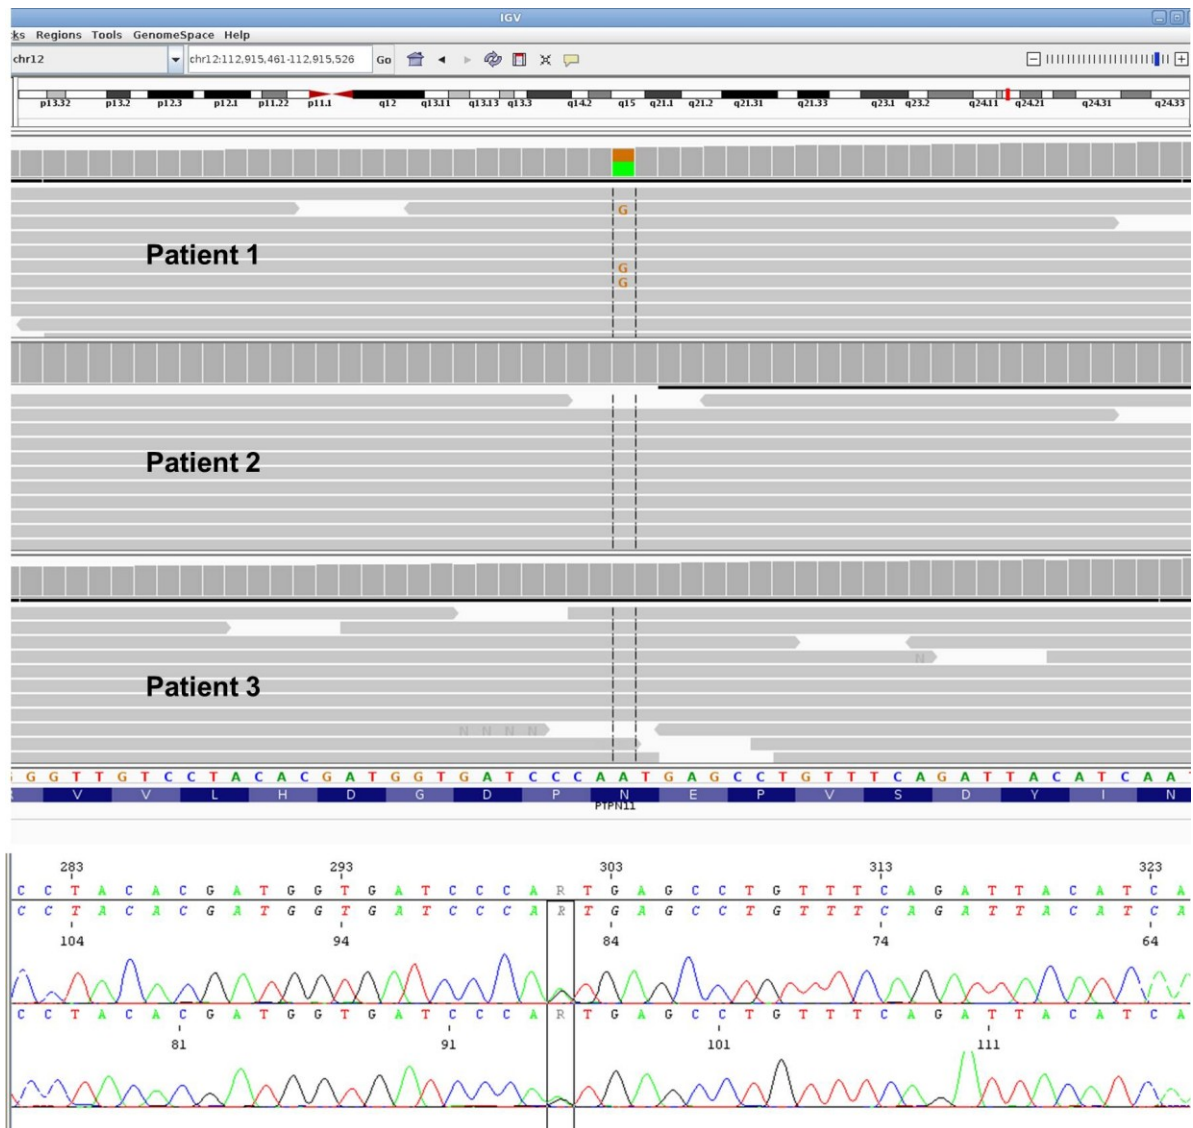 IGV
ks Regions Tools GenomeSpace Help
chr12 chr12:112,915,461-112,915,526 Go
p13.32 p13.2 p12.3 p12.1 p11.22 p11.1 q12 q13.11 q13.13 q13.3 q14.2 q15 q21.1 q21.2 q21.31 q21.33 q23.1 q23.2 q24.11 q24.21 q24.31 q24.33
G
Patient 1
G
G
Patient 2
N
Patient 3
N N N N
G G T T G T C C T A C A C G A T G G T G A T C C C A A T G A G C C T G T T T C A G A T T A C A T C A A T
V V L H D G D P N E P V S D Y I N
PTPN11
283 293 303 313 323
C C T A C A C G A T G G T G A T C C C A R T G A G C C T G T T T C A G A T T A C A T C A
C C T A C A C G A T G G T G A T C C C A R T G A G C C T G T T T C A G A T T A C A T C A
104 94 84 74 64
C C T A C A C G A T G G T G A T C C C A R T G A G C C T G T T T C A G A T T A C A T C A
81 91 101 111